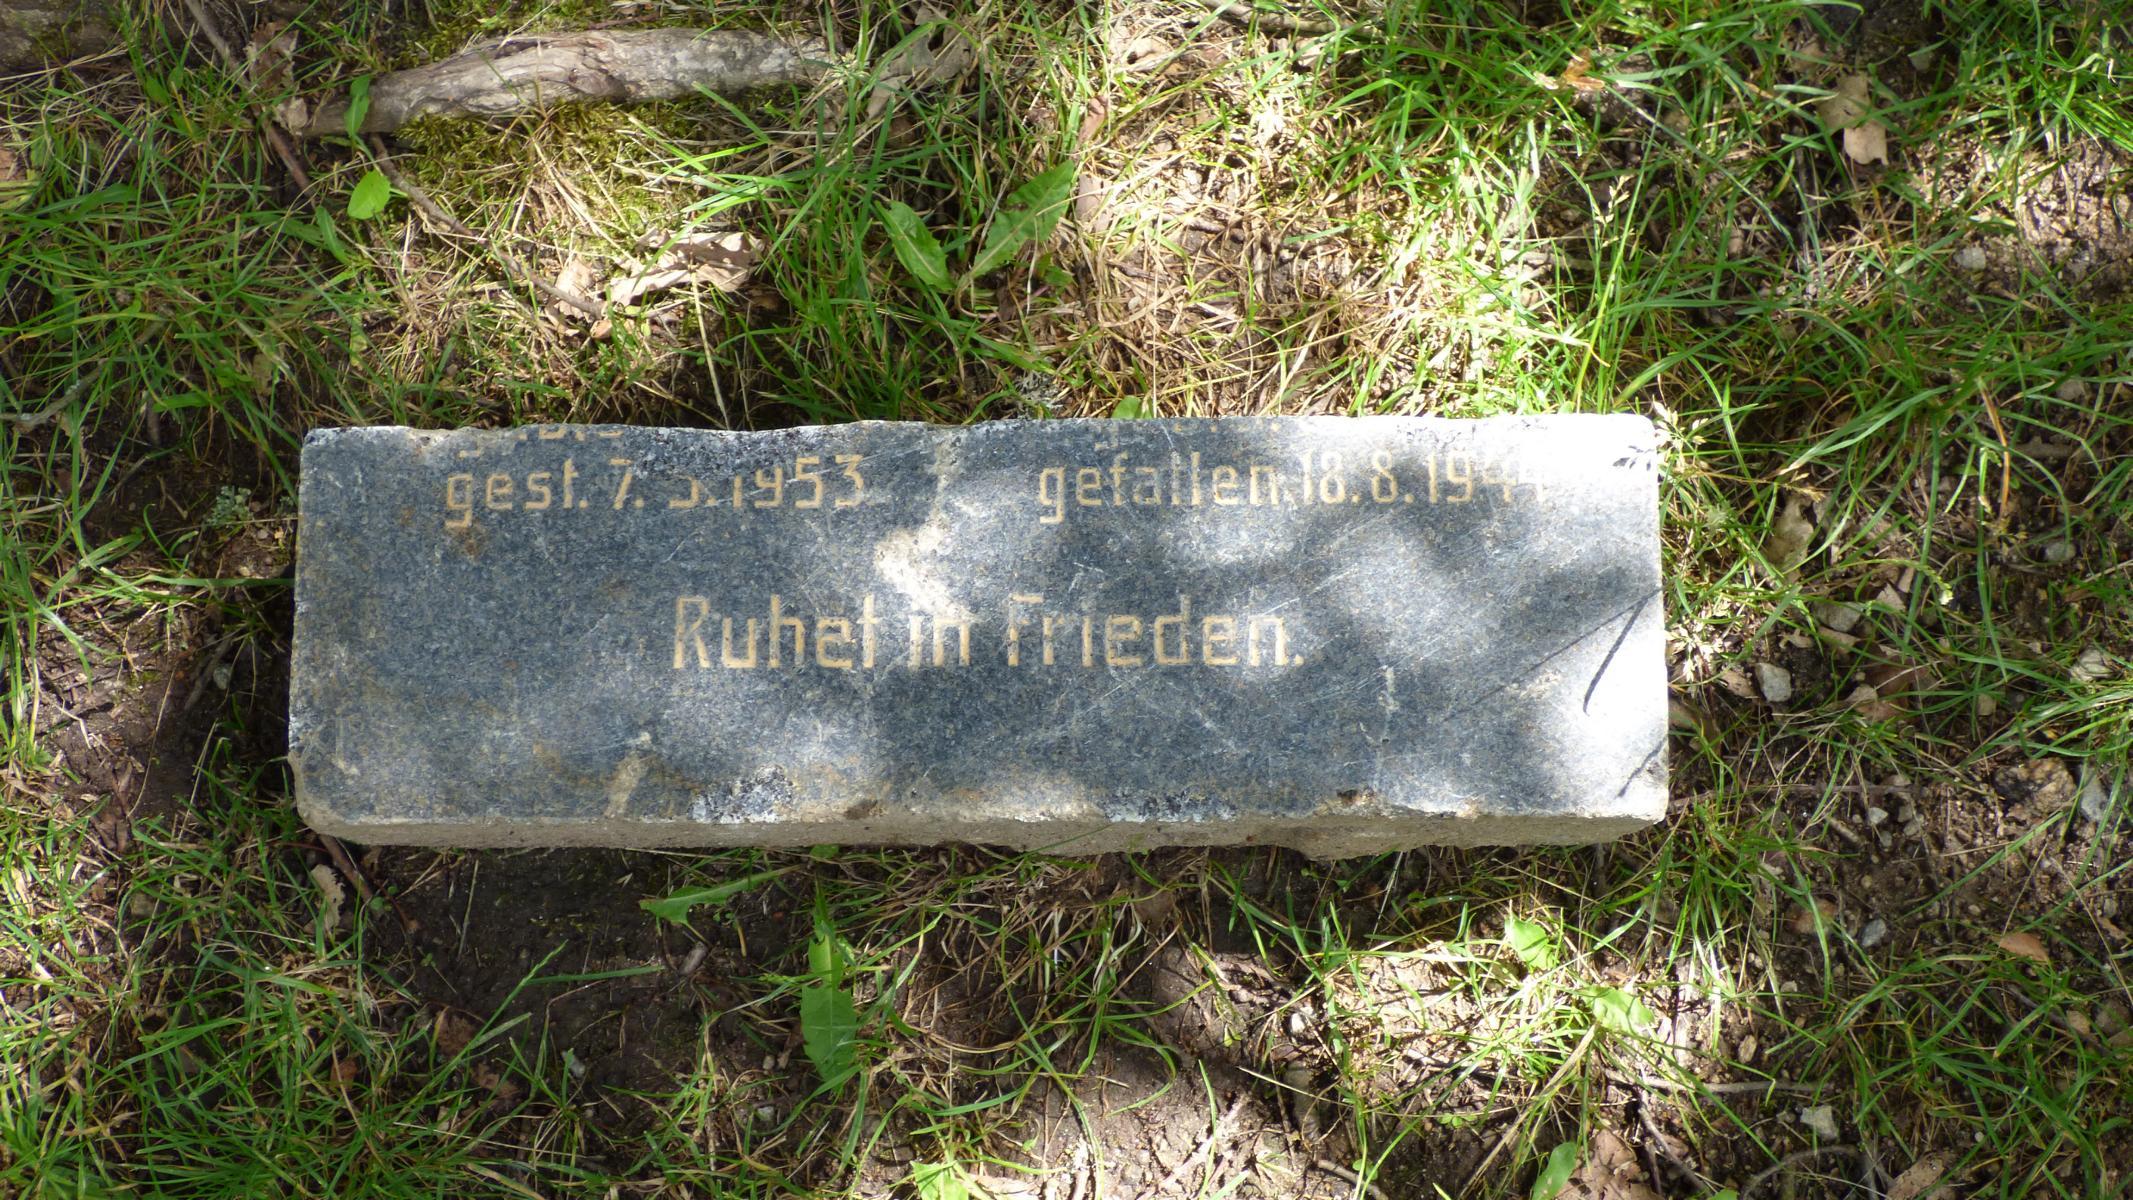 gest. 7. 5. 1953 gefallen 18. 8. 1944
Ruhet in Frieden.